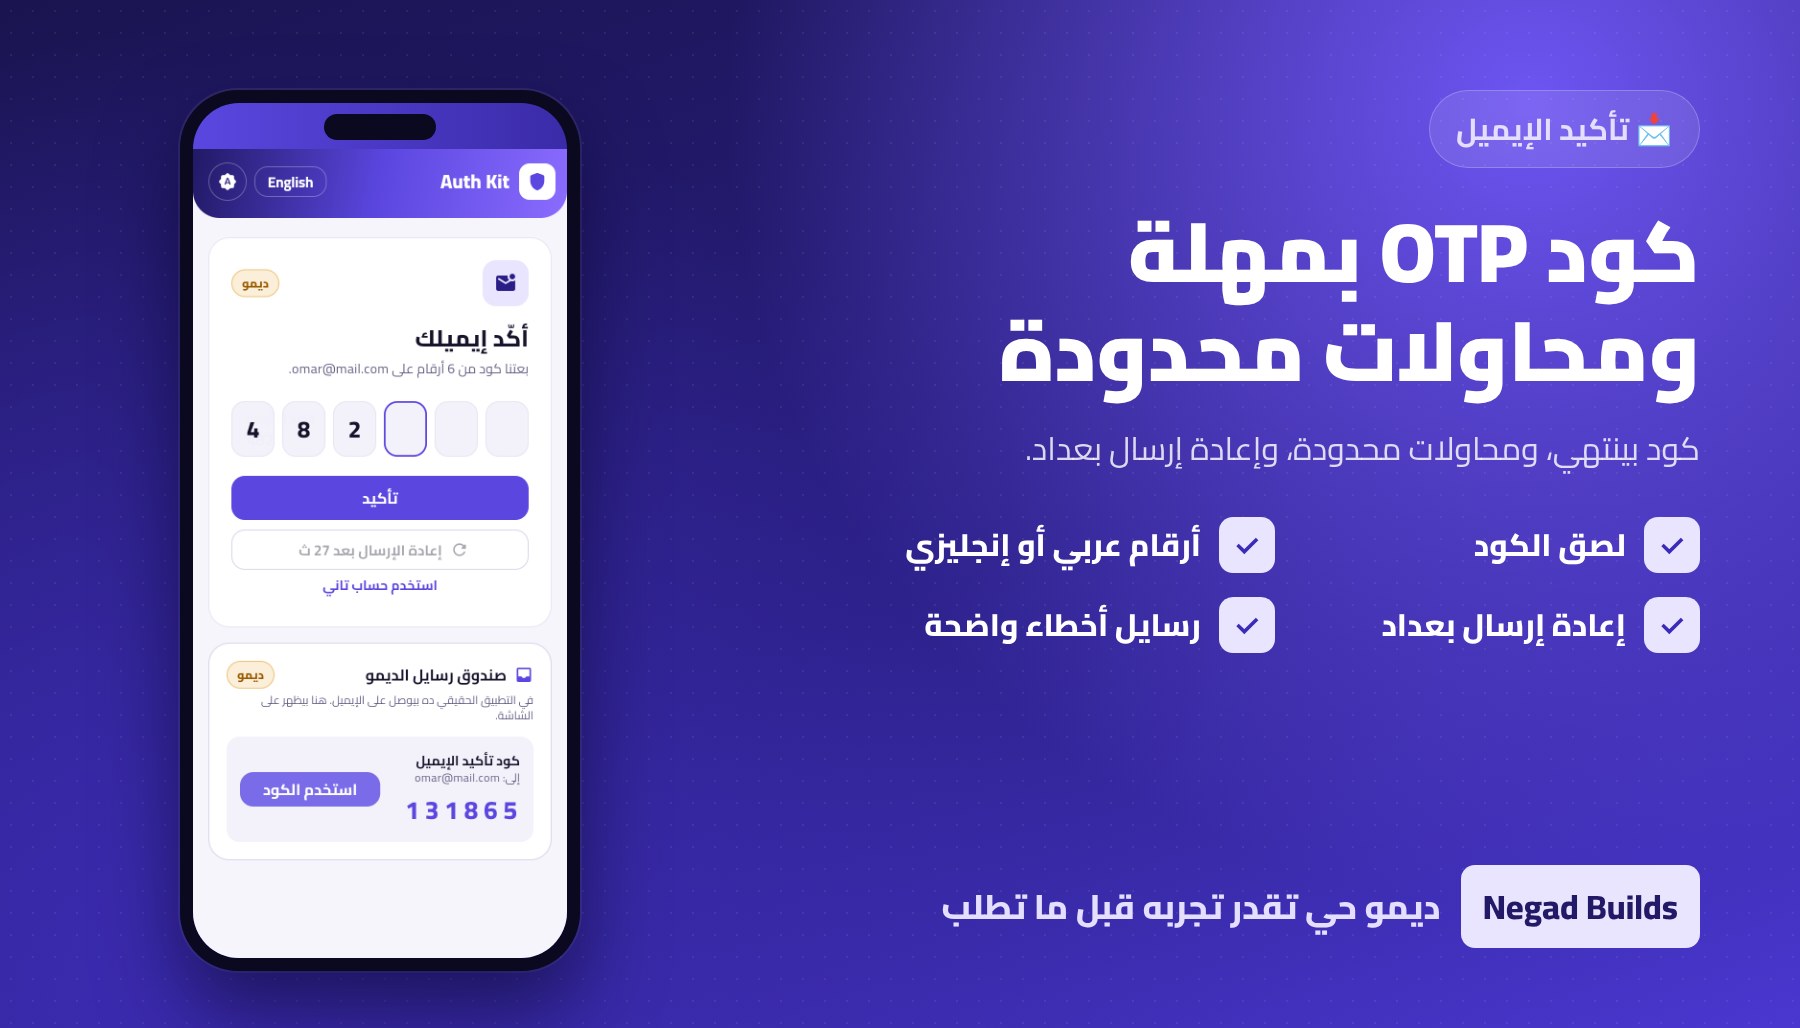 تأكيد الإيميل
كود OTP بمهلة
ومحاولات محدودة
كود بينتهي، ومحاولات محدودة، وإعادة إرسال بعداد.
لصق الكود
أرقام عربي أو إنجليزي
إعادة إرسال بعداد
رسايل أخطاء واضحة
Negad Builds
ديمو حي تقدر تجربه قبل ما تطلب
Auth Kit
English
A
ديمو
أكّد إيميلك
بعتنا كود من 6 أرقام على omar@mail.com.
4 8 2
تأكيد
إعادة الإرسال بعد 27 ث
استخدم حساب تاني
صندوق رسايل الديمو
ديمو
في التطبيق الحقيقي ده بيوصل على الإيميل. هنا بيظهر على
الشاشة.
كود تأكيد الإيميل
إلى: omar@mail.com
131865
استخدم الكود